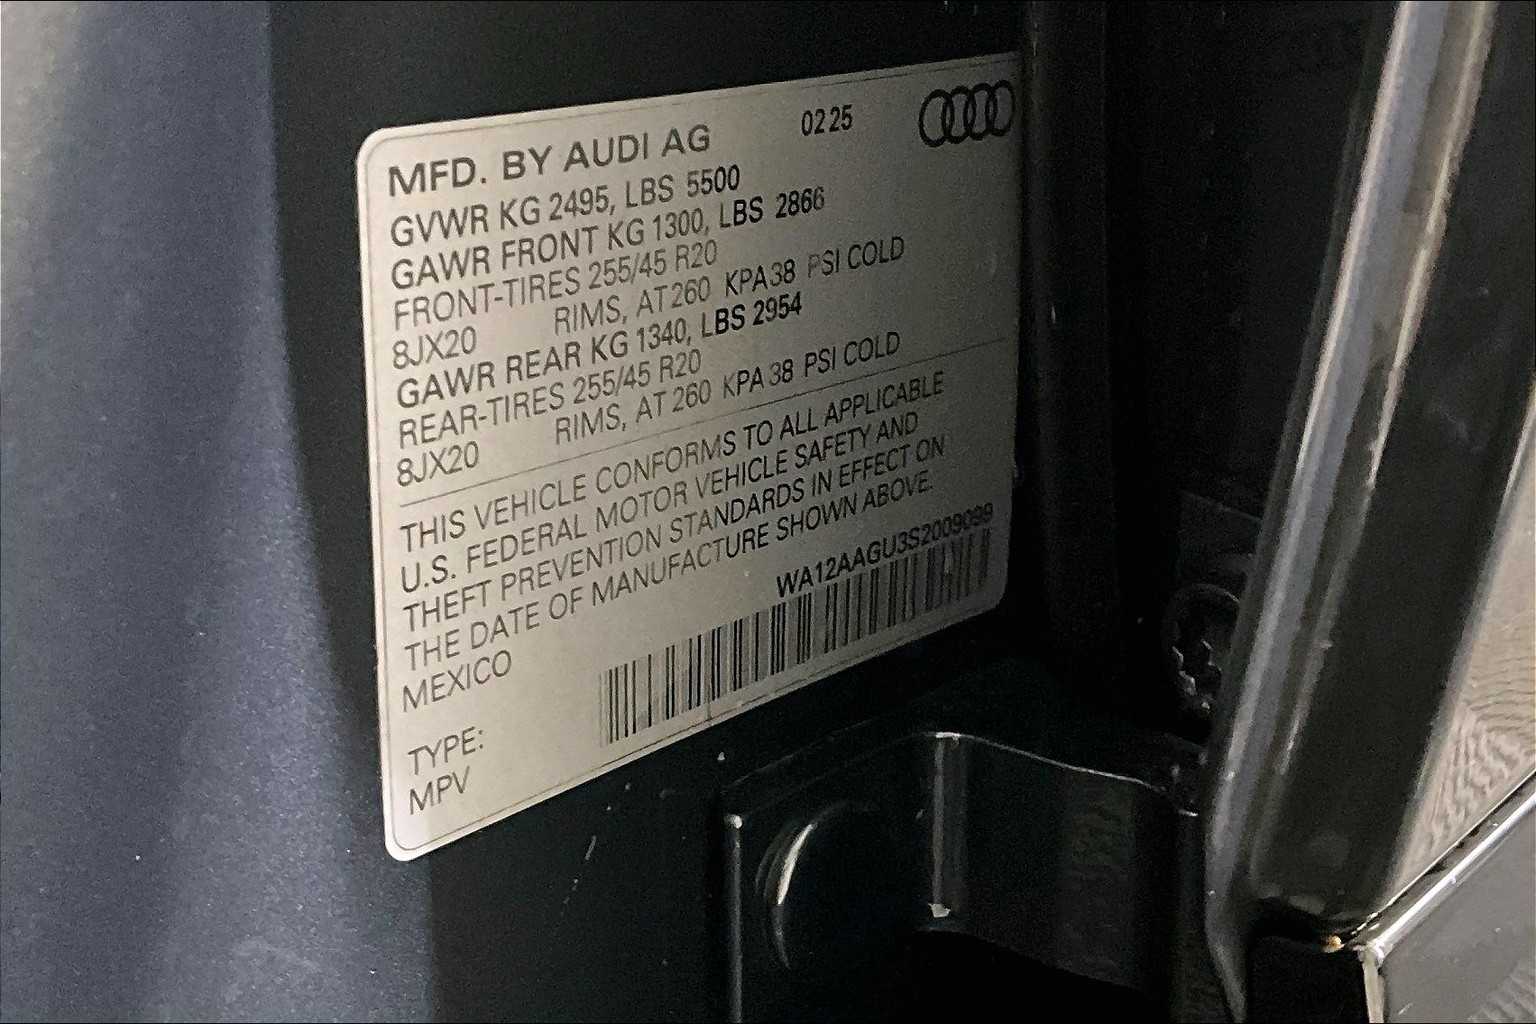 MFD. BY AUDI AG 0225
GVWR KG 2495, LBS 5500
GAWR FRONT KG 1300, LBS 2866
FRONT-TIRES 255/45 R20
8JX20 RIMS, AT 260 KPA 38 PSI COLD
GAWR REAR KG 1340, LBS 2954
REAR-TIRES 255/45 R20
8JX20 RIMS, AT 260 KPA 38 PSI COLD
THIS VEHICLE CONFORMS TO ALL APPLICABLE
U.S. FEDERAL MOTOR VEHICLE SAFETY AND
THEFT PREVENTION STANDARDS IN EFFECT ON
THE DATE OF MANUFACTURE SHOWN ABOVE.
MEXICO WA12AAGU3S2009099
TYPE:
MPV